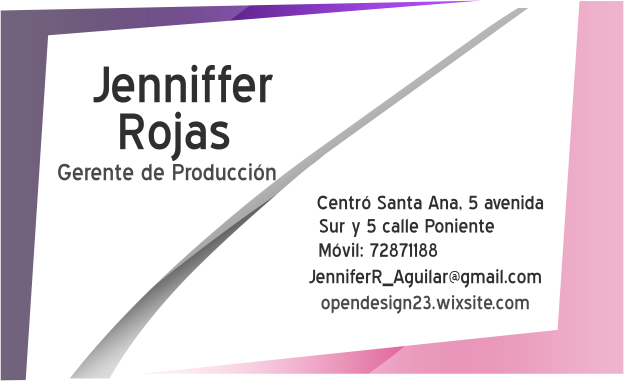 Jenniffer
Rojas
Gerente de Producción
Centró Santa Ana, 5 avenida
Sur y 5 calle Poniente
Móvil: 72871188
JenniferR_Aguilar@gmail.com
opendesign23.wixsite.com